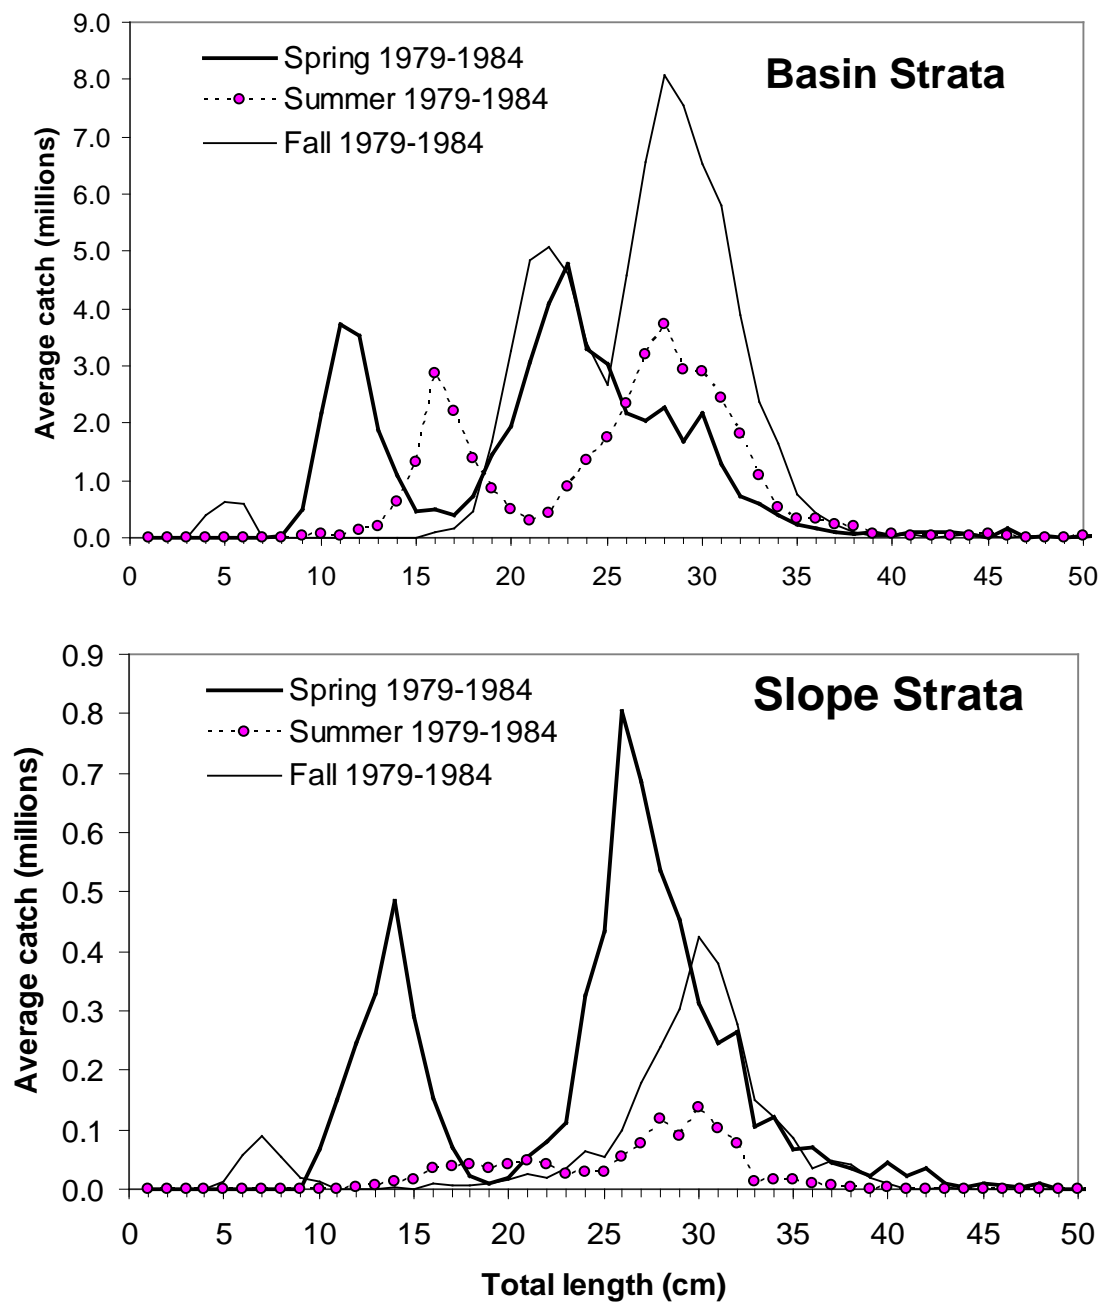 9.0
8.0
7.0
6.0
5.0
4.0
3.0
2.0
1.0
0.0
Average catch (millions)
Spring 1979-1984
Summer 1979-1984
Fall 1979-1984
Basin Strata
0 5 10 15 20 25 30 35 40 45 50
0.9
0.8
0.7
0.6
0.5
0.4
0.3
0.2
0.1
0.0
Average catch (millions)
Spring 1979-1984
Summer 1979-1984
Fall 1979-1984
Slope Strata
0 5 10 15 20 25 30 35 40 45 50
Total length (cm)